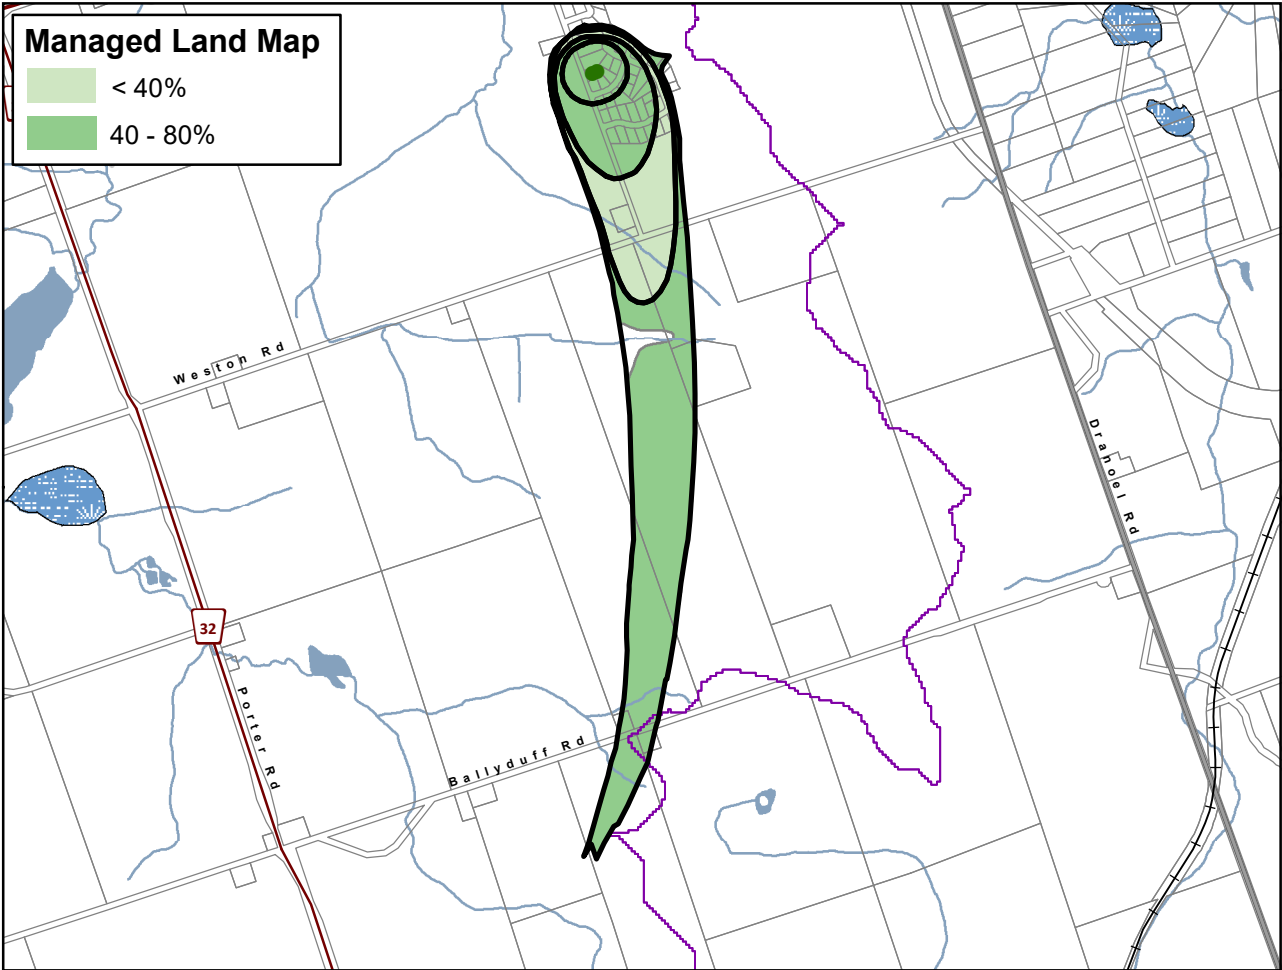 Managed Land Map
< 40%
40 - 80%
Weston Rd
Drahoel Rd
32
Porter Rd
Ballyduff Rd